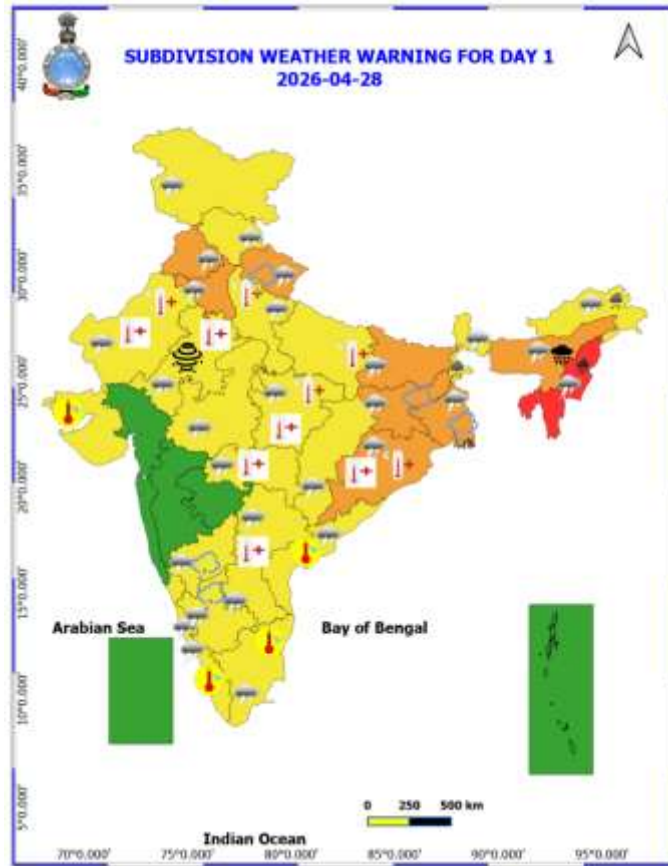 SUBDIVISION WEATHER WARNING FOR DAY 1
2026-04-28
40°0.000'
35°0.000'
30°0.000'
25°0.000'
20°0.000'
15°0.000'
10°0.000'
5°0.000'
Arabian Sea
Bay of Bengal
0 250 500 km
Indian Ocean
70°0.000' 75°0.000' 80°0.000' 85°0.000' 90°0.000' 95°0.000'